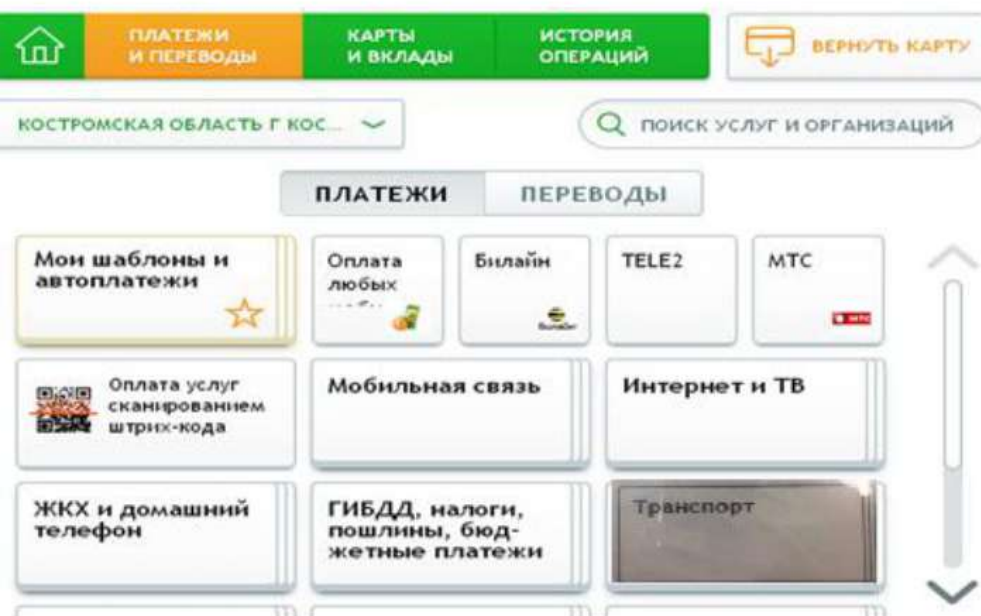 ПЛАТЕЖИ
И ПЕРЕВОДЫ
КАРТЫ
И ВКЛАДЫ
ИСТОРИЯ
ОПЕРАЦИЙ
ВЕРНУТЬ КАРТУ
КОСТРОМСКАЯ ОБЛАСТЬ Г КОС...
ПОИСК УСЛУГ И ОРГАНИЗАЦИЙ
ПЛАТЕЖИ
ПЕРЕВОДЫ
Мои шаблоны и
автоплатежи
Оплата
любых
Билайн
Билайн
TELE2
МТС
МТС
Оплата услуг
сканированием
штрих-кода
Мобильная связь
Интернет и ТВ
ЖКХ и домашний
телефон
ГИБДД, налоги,
пошлины, бюд-
жетные платежи
Транспорт